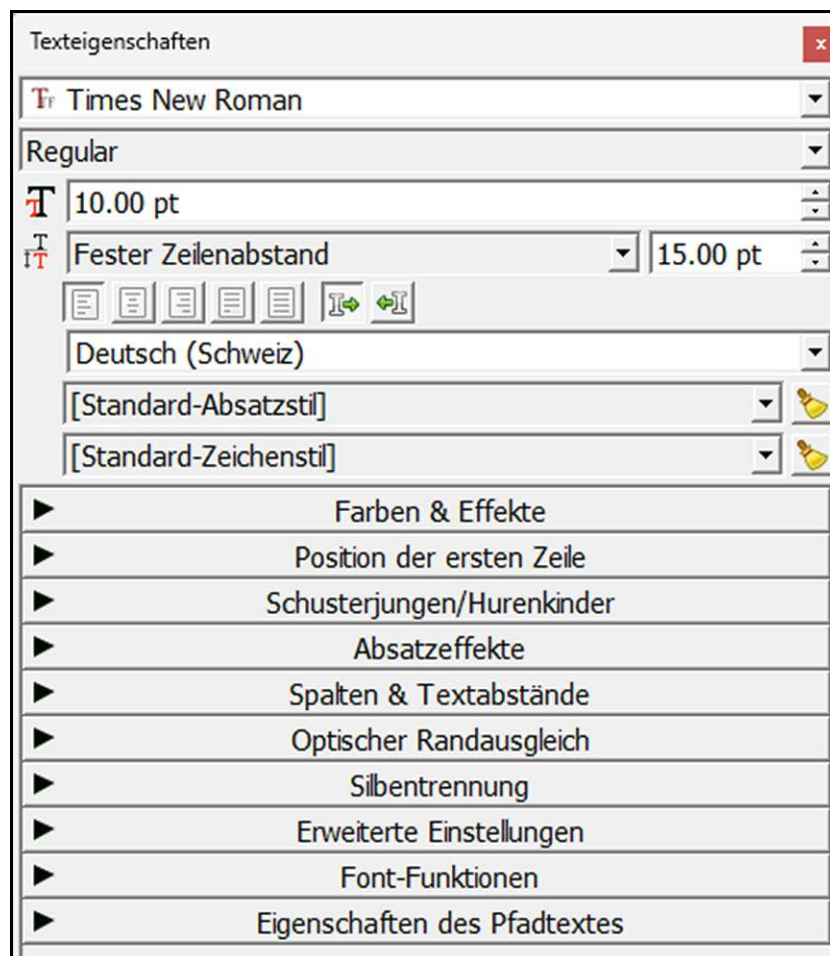 Texteigenschaften
x
Times New Roman
Regular
10.00 pt
Fester Zeilenabstand 15.00 pt
Deutsch (Schweiz)
[Standard-Absatzstil]
[Standard-Zeichenstil]
Farben & Effekte
Position der ersten Zeile
Schusterjungen/Hurenkinder
Absatzeffekte
Spalten & Textabstände
Optischer Randausgleich
Silbentrennung
Erweiterte Einstellungen
Font-Funktionen
Eigenschaften des Pfadtextes